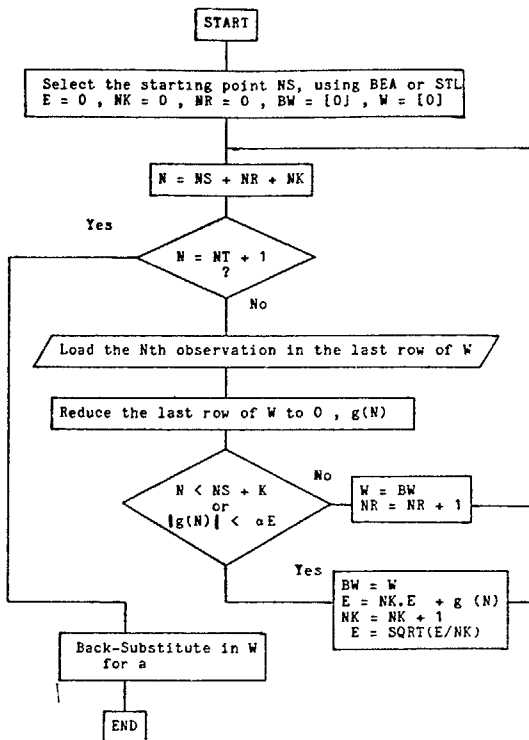 START
Select the starting point NS, using BEA or STL
E = 0 , NK = 0 , NR = 0 , BW = [0] , W = [0]
N = NS + NR + NK
Yes
N = NT + 1
?
No
Load the Nth observation in the last row of W
Reduce the last row of W to 0 , g(N)
N < NS + K
or
|g(N)| < αE
No
W = BW
NR = NR + 1
Yes
BW = W
E = NK.E + g (N)
NK = NK + 1
E = SQRT(E/NK)
Back-Substitute in W
for a
END